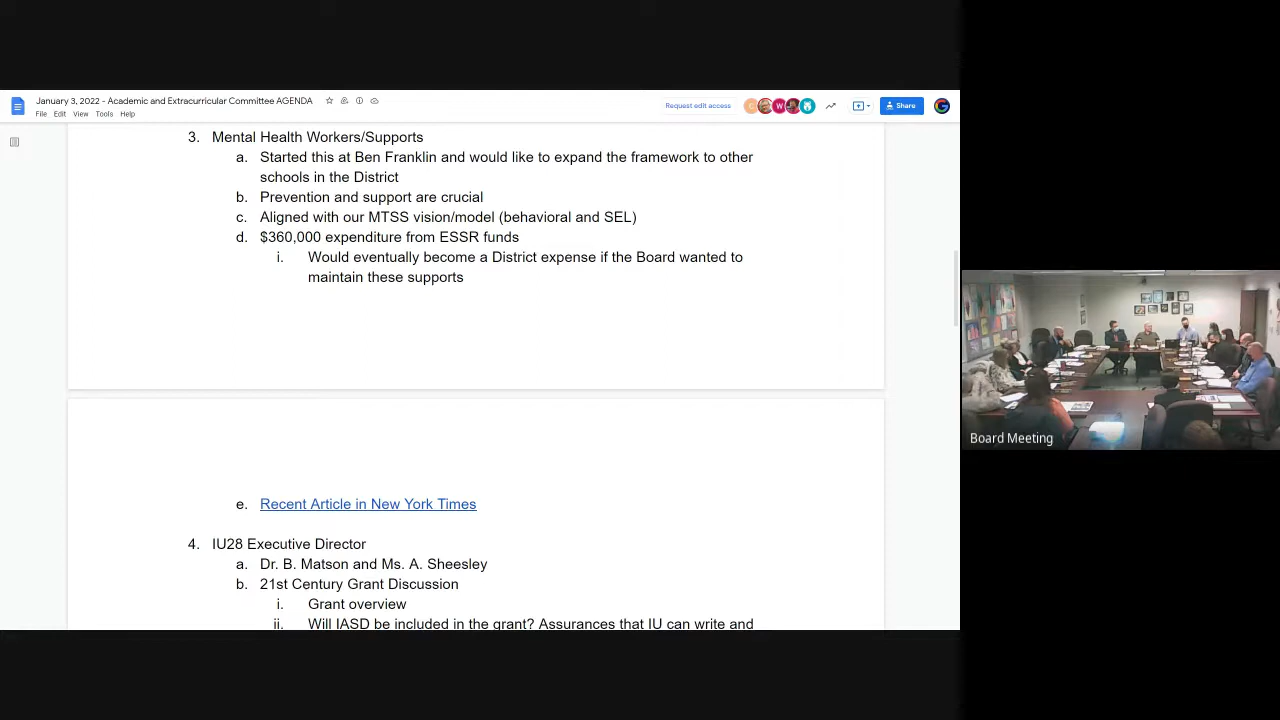 January 3, 2022 - Academic and Extracurricular Committee AGENDA
File Edit View Tools Help
Request edit access
C
W
Share
3. Mental Health Workers/Supports
a. Started this at Ben Franklin and would like to expand the framework to other
schools in the District
b. Prevention and support are crucial
c. Aligned with our MTSS vision/model (behavioral and SEL)
d. $360,000 expenditure from ESSR funds
i. Would eventually become a District expense if the Board wanted to
maintain these supports
e. Recent Article in New York Times
4. IU28 Executive Director
a. Dr. B. Matson and Ms. A. Sheesley
b. 21st Century Grant Discussion
i. Grant overview
ii. Will IASD be included in the grant? Assurances that IU can write and
Board Meeting